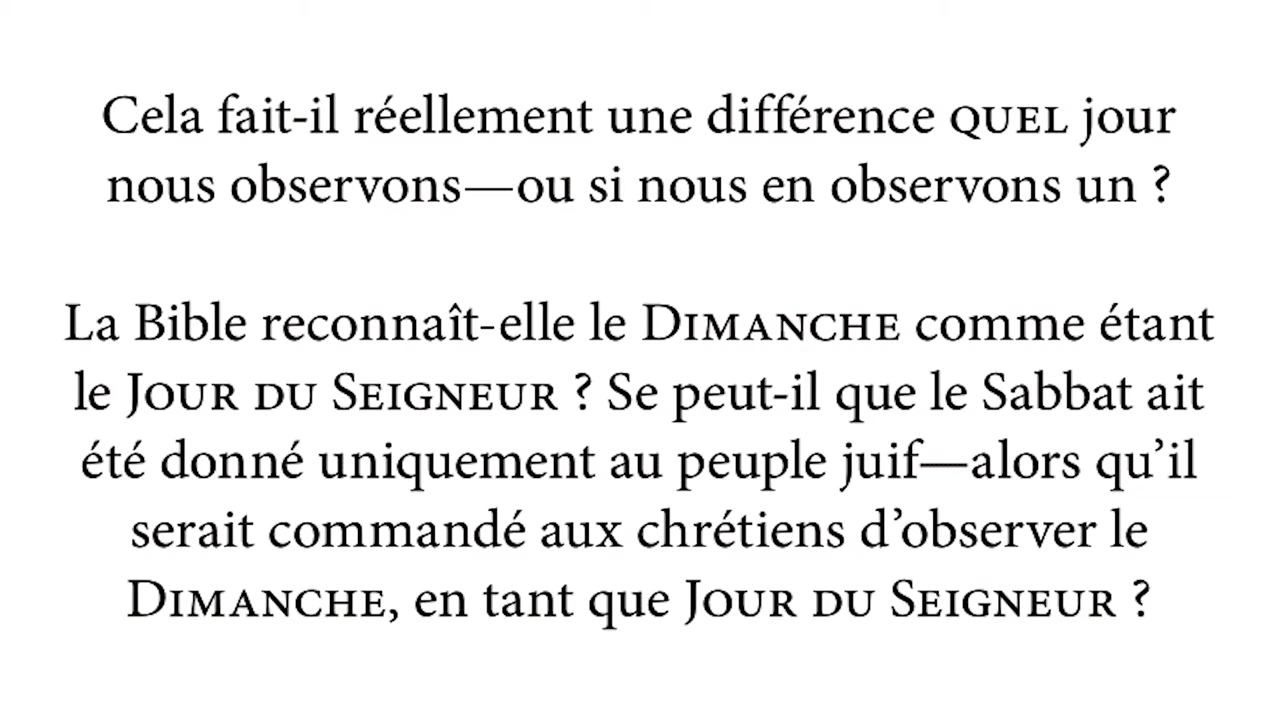 Cela fait-il réellement une différence QUEL jour
nous observons—ou si nous en observons un ?
La Bible reconnaît-elle le DIMANCHE comme étant
le JOUR DU SEIGNEUR ? Se peut-il que le Sabbat ait
été donné uniquement au peuple juif—alors qu’il
serait commandé aux chrétiens d’observer le
DIMANCHE, en tant que JOUR DU SEIGNEUR ?